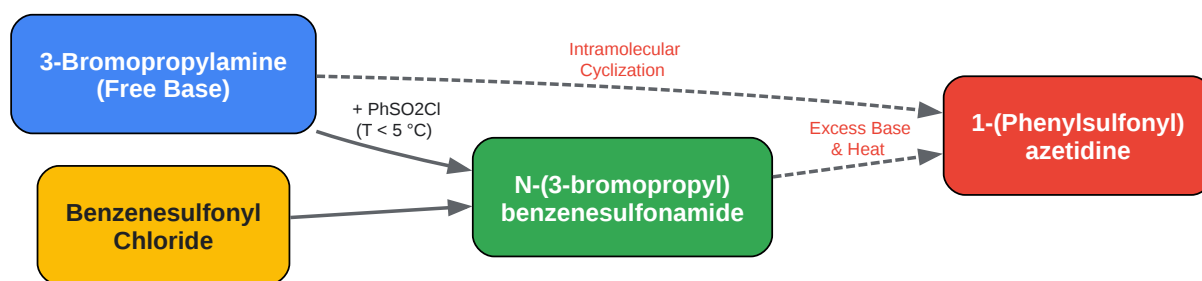 3-Bromopropylamine
(Free Base)
Intramolecular
Cyclization
+ PhSO2Cl
(T < 5 °C)
Benzenesulfonyl
Chloride
N-(3-bromopropyl)
benzenesulfonamide
Excess Base
& Heat
1-(Phenylsulfonyl)
azetidine